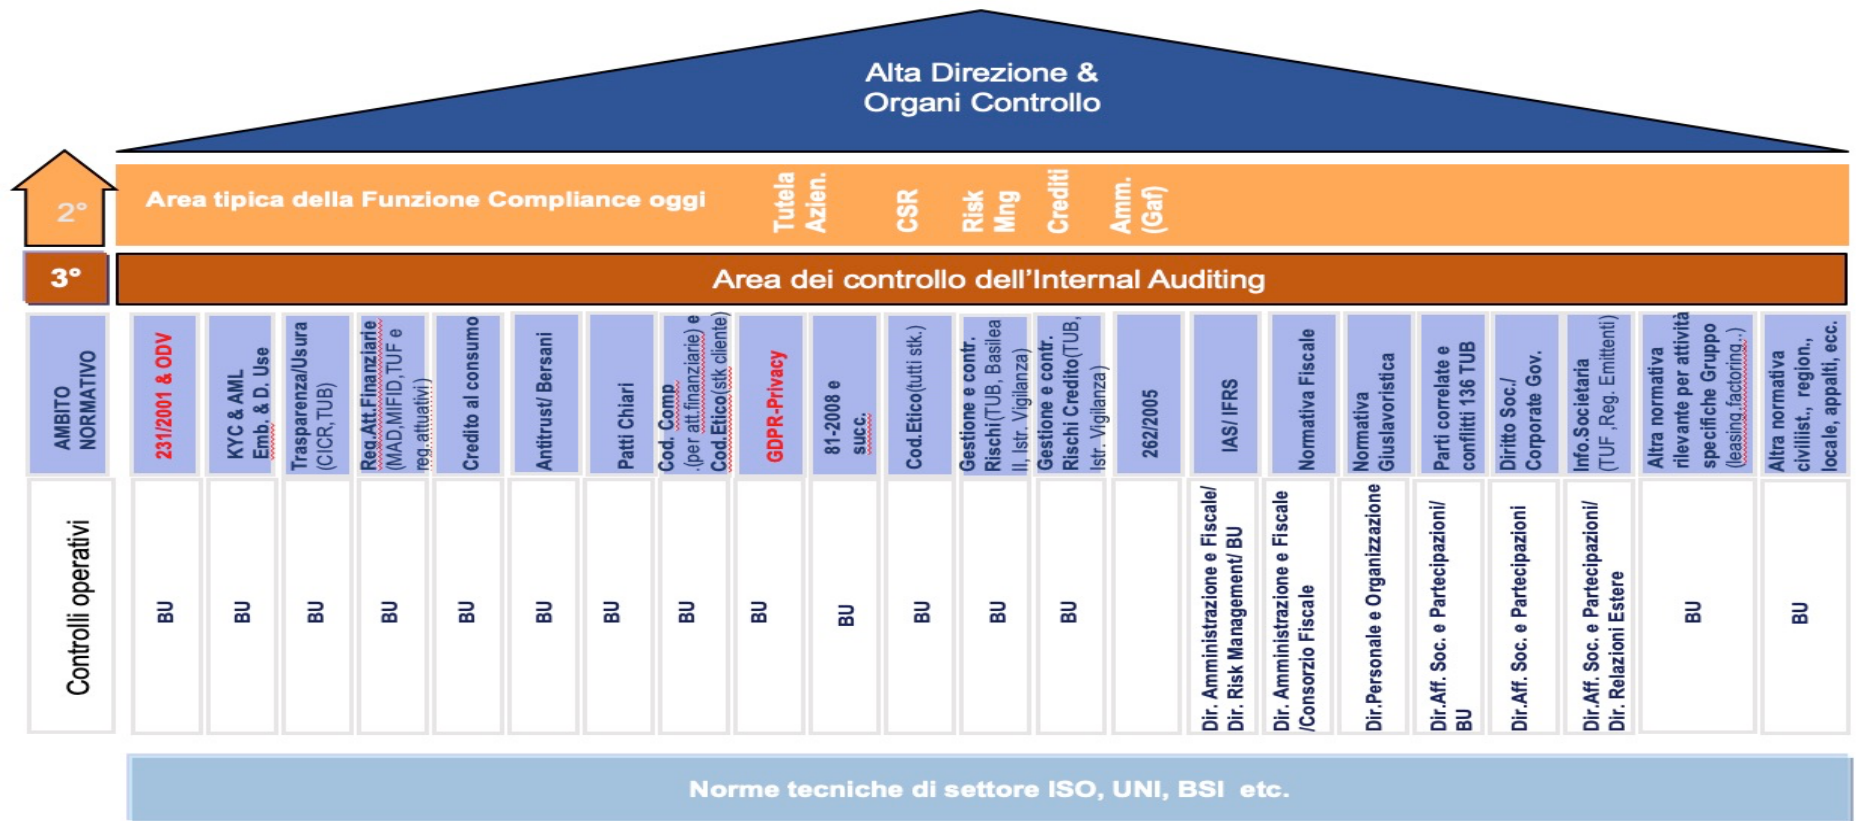 Alta Direzione &
Organi Controllo
2°
Area tipica della Funzione Compliance oggi
Tutela
Azien.
CSR
Risk
Mng
Crediti
Amm.
(Gaf)
3°
Area dei controllo dell'Internal Auditing
AMBITO
NORMATIVO
231/2001 & ODV
KYC & AML
Emb. & D. Use
Trasparenza/Usura
(CICR, TUB)
Reg.Att.Finanziarie
(MAD,MIFID,TUF e
reg.attuativi)
Credito al consumo
Antitrust/ Bersani
Patti Chiari
Cod. Comp.
.(per att.finanziarie) e
Cod.Etico(stk cliente)
GDPR-Privacy
81-2008 e
succ.
Cod.Etico(tutti stk.)
Gestione e contr.
Rischi(TUB, Basilea
II, Istr. Vigilanza)
Gestione e contr.
Rischi Credito(TUB,
Istr. Vigilanza)
262/2005
IAS/ IFRS
Normativa Fiscale
Normativa
Giuslavoristica
Parti correlate e
conflitti 136 TUB
Diritto Soc./
Corporate Gov.
Info.Societaria
(TUF ,Reg. Emittenti)
Altra normativa
rilevante per attività
specifiche Gruppo
(leasing,factoring..)
Altra normativa
civilist., region.,
locale, appalti, ecc.
Controlli operativi
BU
BU
BU
BU
BU
BU
BU
BU
BU
BU
BU
BU
BU
Dir. Amministrazione e Fiscale/
Dir. Risk Management/ BU
Dir. Amministrazione e Fiscale
/Consorzio Fiscale
Dir.Personale e Organizzazione
Dir.Aff. Soc. e Partecipazioni/
BU
Dir.Aff. Soc. e Partecipazioni
Dir.Aff. Soc. e Partecipazioni/
Dir. Relazioni Estere
BU
BU
Norme tecniche di settore ISO, UNI, BSI etc.